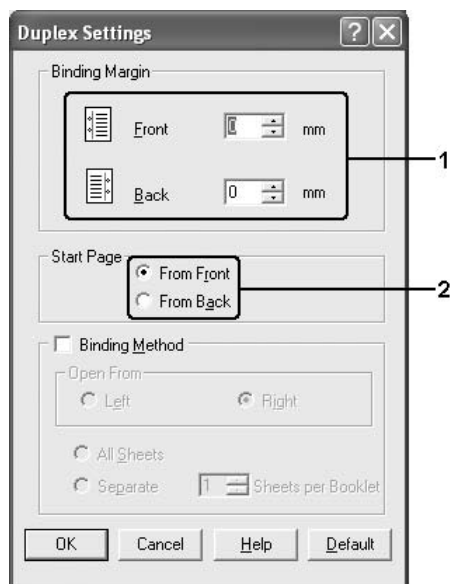 Duplex Settings
Binding Margin
Front 0 mm
1
Back 0 mm
Start Page
From Front
2
From Back
Binding Method
Open From
Left Right
All Sheets
Separate 1 Sheets per Booklet
OK Cancel Help Default